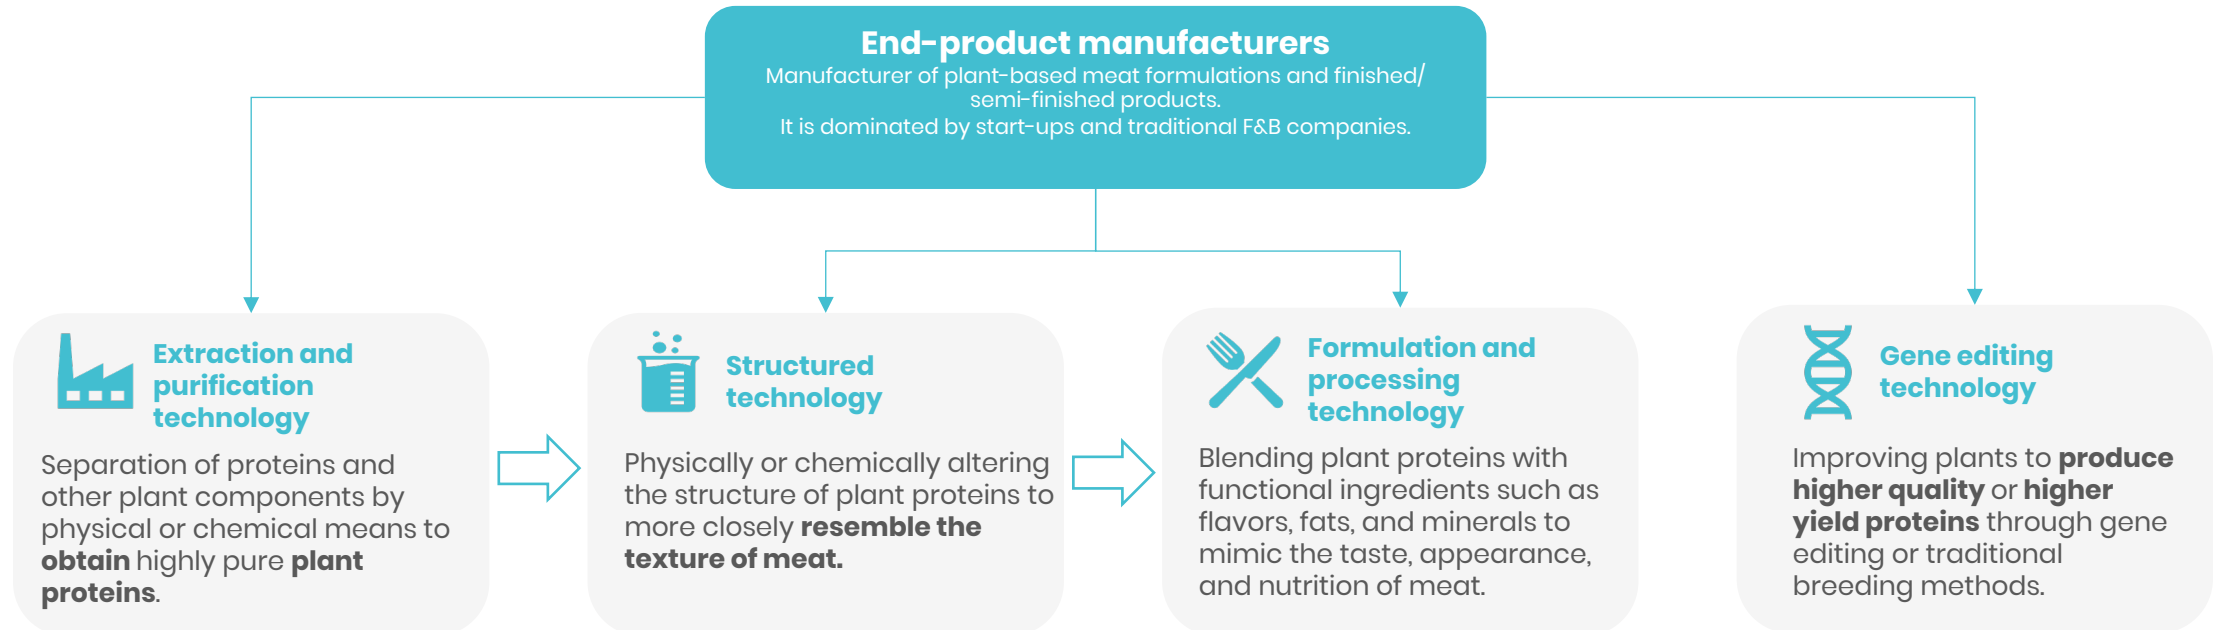 End-product manufacturers
Manufacturer of plant-based meat formulations and finished/
semi-finished products.
It is dominated by start-ups and traditional F&B companies.
Extraction and
purification
technology
Separation of proteins and
other plant components by
physical or chemical means to
obtain highly pure plant
proteins.
Structured
technology
Physically or chemically altering
the structure of plant proteins to
more closely resemble the
texture of meat.
Formulation and
processing
technology
Blending plant proteins with
functional ingredients such as
flavors, fats, and minerals to
mimic the taste, appearance,
and nutrition of meat.
Gene editing
technology
Improving plants to produce
higher quality or higher
yield proteins through gene
editing or traditional
breeding methods.